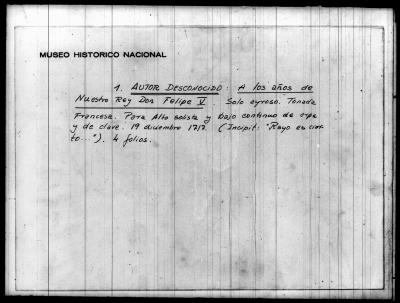 MUSEO HISTORICO NACIONAL
1. AUTOR DESCONOCIDO: A los años de
Nuestro Rey Don Felipe V. Solo ayroso. Tonada
Francesa. Para Alto solista y bajo continuo de arpa
y de clave. 19 diciembre 1717. (Incipit: "Rayo es cier
to..."). 4 folios.